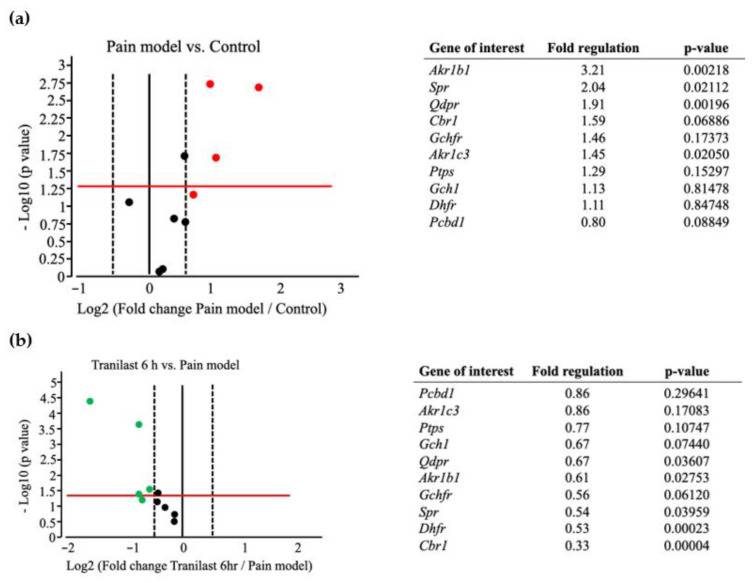 (a)
Pain model vs. Control
3
2.75
2.5
2.25
2
1.75
1.5
1.25
1
0.75
0.5
0.25
0
- Log10 (p value)
−1 0 1 2 3
Log2 (Fold change Pain model / Control)
Gene of interest Fold regulation p-value
Akr1b1 3.21 0.00218
Spr 2.04 0.02112
Qdpr 1.91 0.00196
Cbr1 1.59 0.06886
Gchfr 1.46 0.17373
Akr1c3 1.45 0.02050
Ptps 1.29 0.15297
Gch1 1.13 0.81478
Dhfr 1.11 0.84748
Pcbd1 0.80 0.08849
(b)
Tranilast 6 h vs. Pain model
5
4.5
4
3.5
3
2.5
2
1.5
1
0.5
0
- Log10 (p value)
−2 −1 0 1 2
Log2 (Fold change Tranilast 6hr / Pain model)
Gene of interest Fold regulation p-value
Pcbd1 0.86 0.29641
Akr1c3 0.86 0.17083
Ptps 0.77 0.10747
Gch1 0.67 0.07440
Qdpr 0.67 0.03607
Akr1b1 0.61 0.02753
Gchfr 0.56 0.06120
Spr 0.54 0.03959
Dhfr 0.53 0.00023
Cbr1 0.33 0.00004